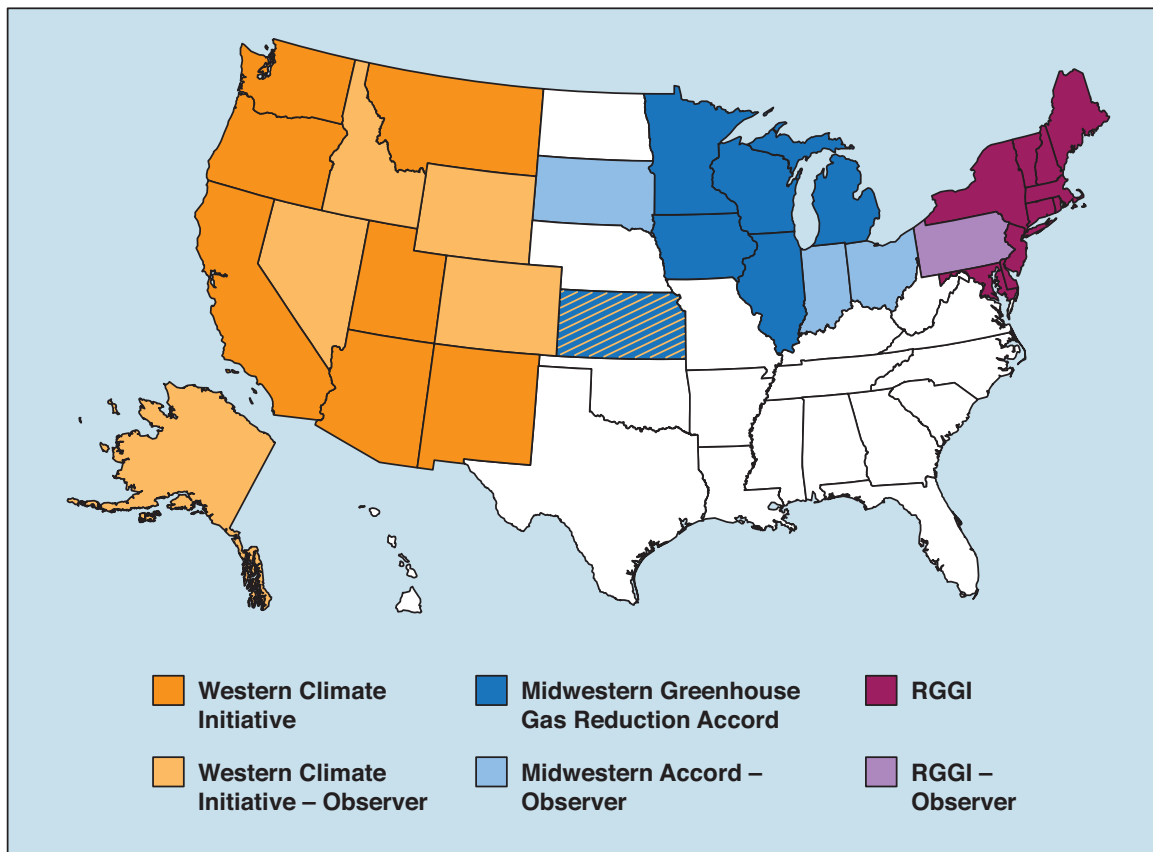 Western Climate
Initiative
Midwestern Greenhouse
Gas Reduction Accord
RGGI
Western Climate
Initiative – Observer
Midwestern Accord –
Observer
RGGI –
Observer